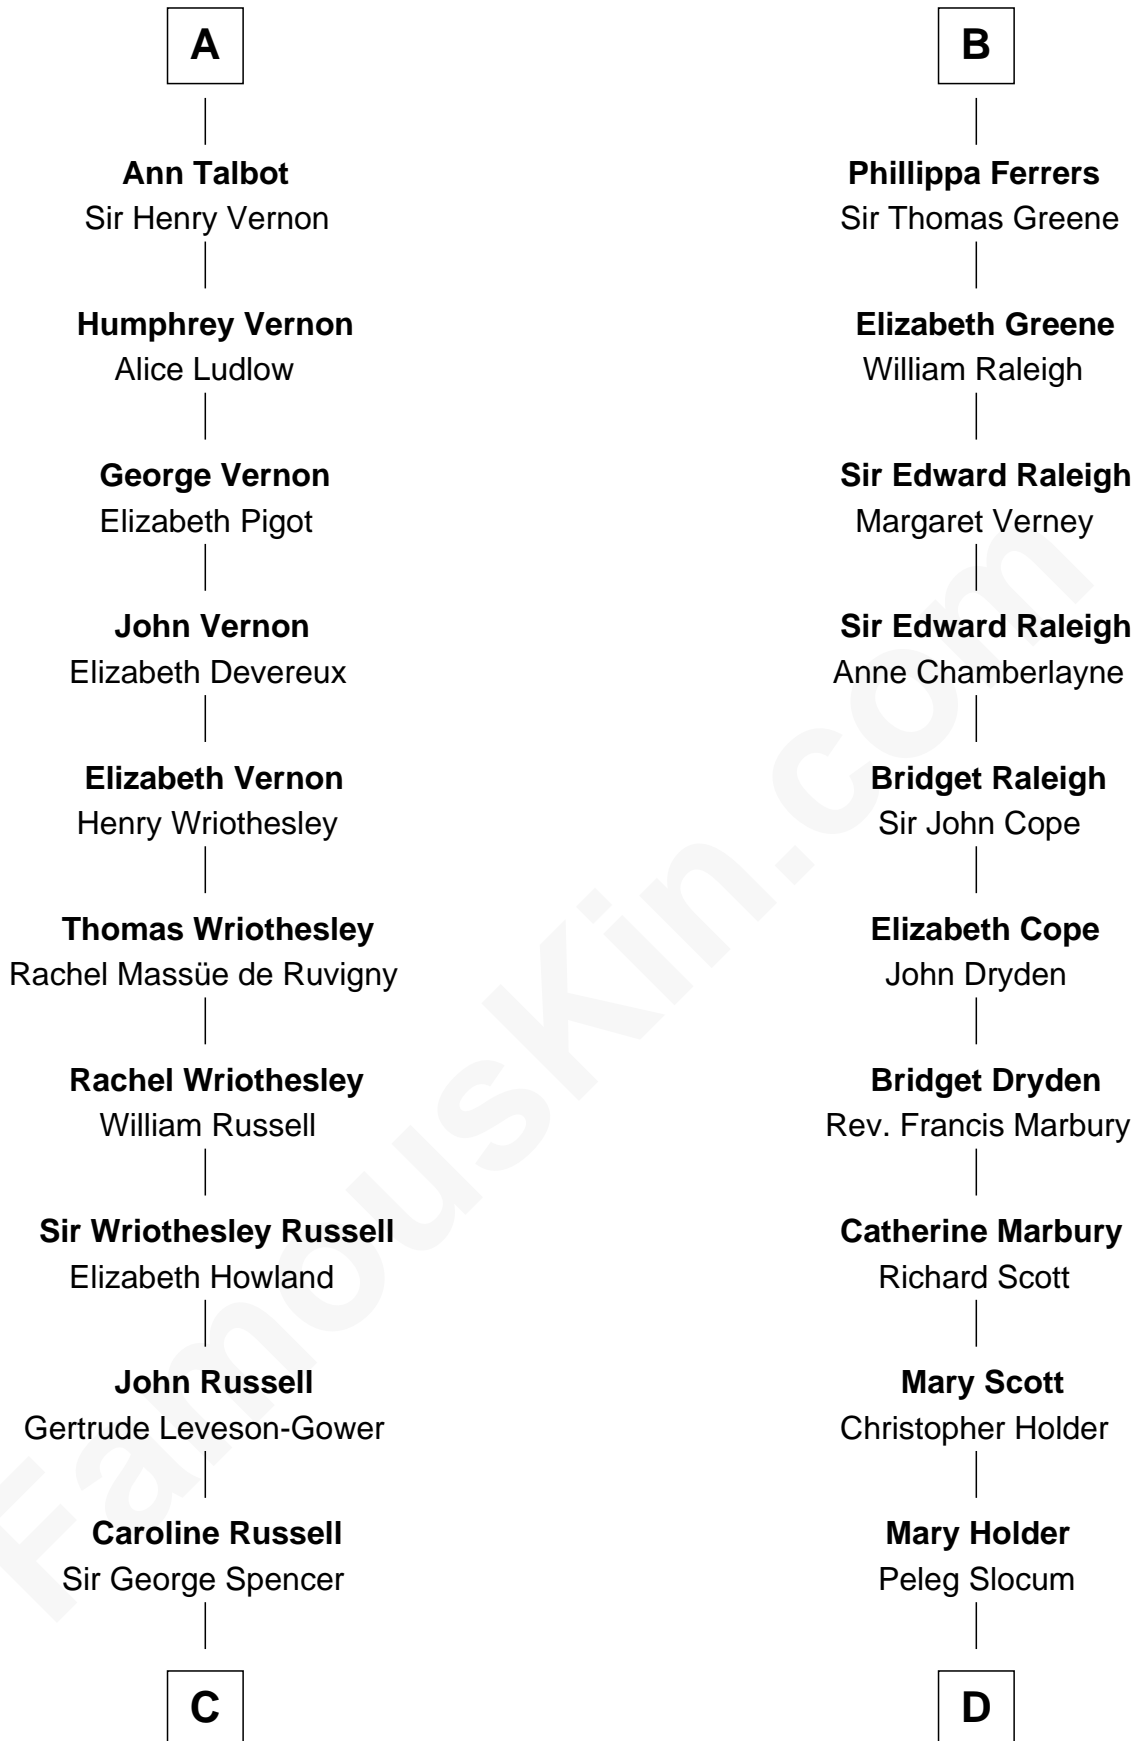 A
Ann Talbot
Sir Henry Vernon
Humphrey Vernon
Alice Ludlow
George Vernon
Elizabeth Pigot
John Vernon
Elizabeth Devereux
Elizabeth Vernon
Henry Wriothesley
Thomas Wriothesley
Rachel Massüe de Ruvigny
Rachel Wriothesley
William Russell
Sir Wriothesley Russell
Elizabeth Howland
John Russell
Gertrude Leveson-Gower
Caroline Russell
Sir George Spencer
C
B
Phillippa Ferrers
Sir Thomas Greene
Elizabeth Greene
William Raleigh
Sir Edward Raleigh
Margaret Verney
Sir Edward Raleigh
Anne Chamberlayne
Bridget Raleigh
Sir John Cope
Elizabeth Cope
John Dryden
Bridget Dryden
Rev. Francis Marbury
Catherine Marbury
Richard Scott
Mary Scott
Christopher Holder
Mary Holder
Peleg Slocum
D
FamousKin.com